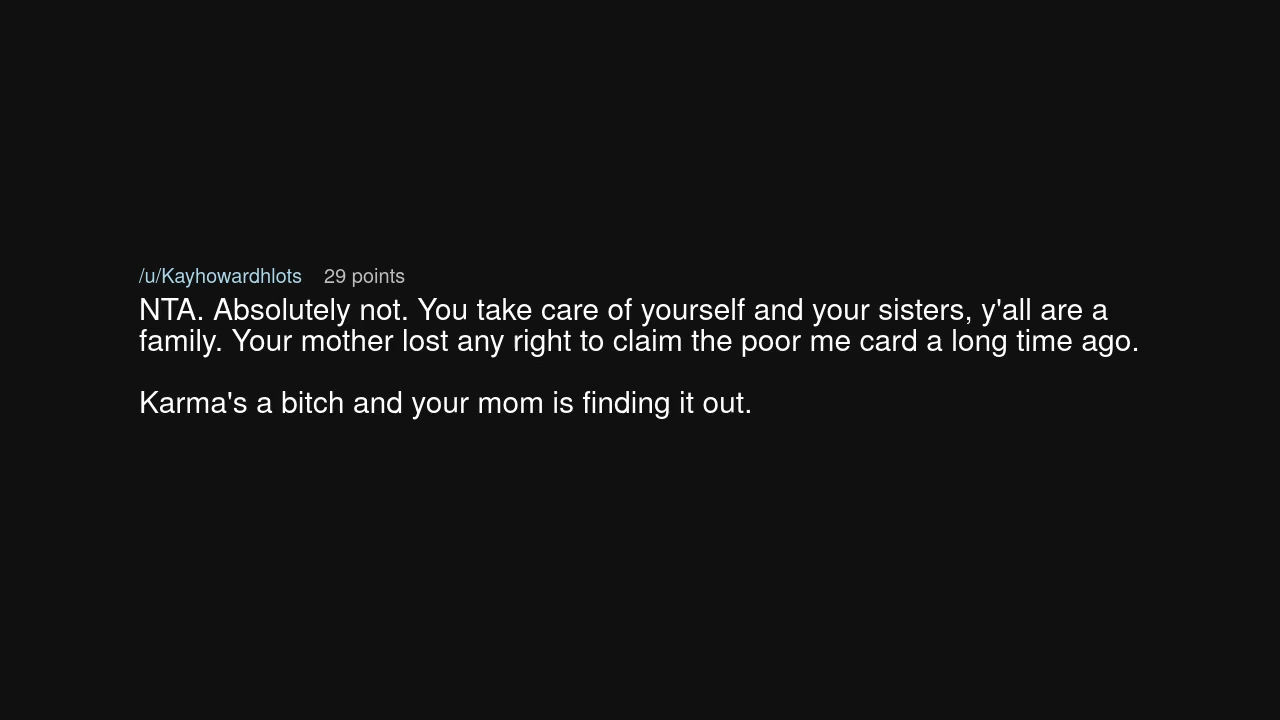 /u/Kayhowardhlots 29 points
NTA. Absolutely not. You take care of yourself and your sisters, y'all are a
family. Your mother lost any right to claim the poor me card a long time ago.
Karma's a bitch and your mom is finding it out.